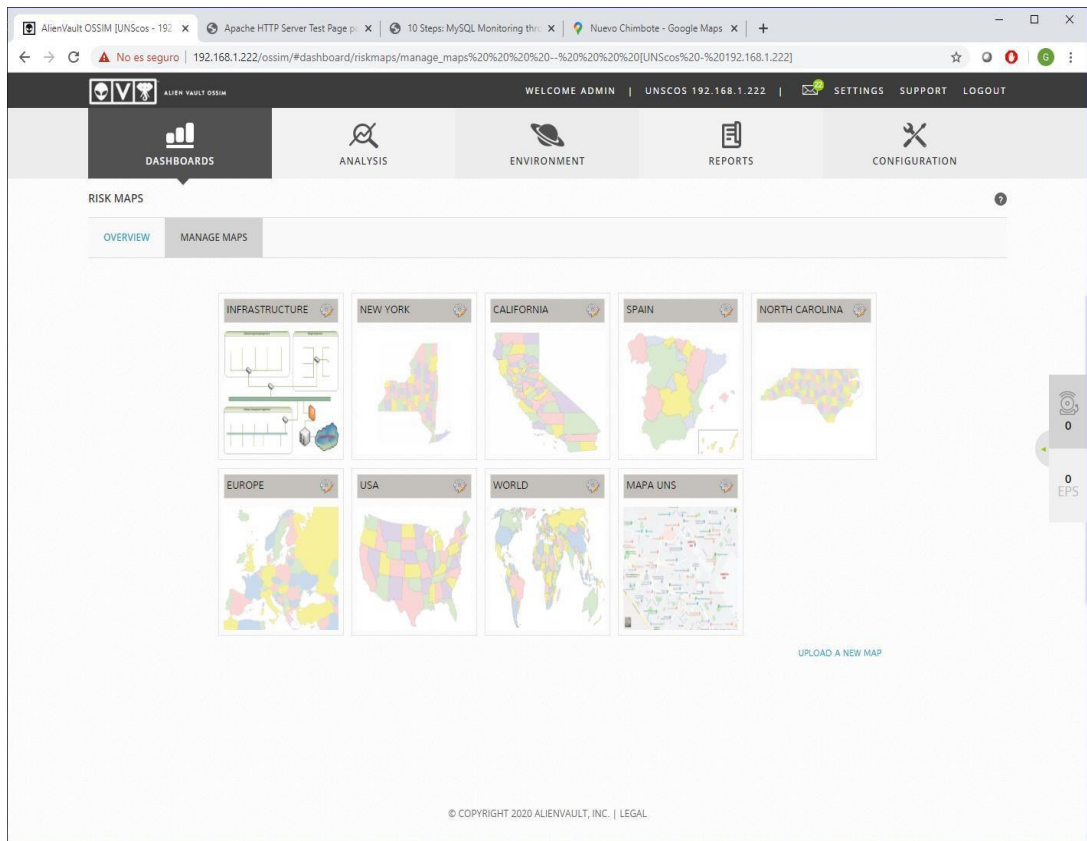 AlienVault OSSIM [UNScos - 192
Apache HTTP Server Test Page p
10 Steps: MySQL Monitoring thro
Nuevo Chimbote - Google Maps
No es seguro
192.168.1.222/ossim/#dashboard/riskmaps/manage_maps%20%20%20%20--%20%20%20%20[UNScos%20-%20192.168.1.222]
G
ALIEN VAULT OSSIM
WELCOME ADMIN | UNSCOS 192.168.1.222 | 22 SETTINGS SUPPORT LOGOUT
DASHBOARDS
ANALYSIS
ENVIRONMENT
REPORTS
CONFIGURATION
RISK MAPS
OVERVIEW
MANAGE MAPS
INFRASTRUCTURE
NEW YORK
CALIFORNIA
SPAIN
NORTH CAROLINA
0
0
EPS
EUROPE
USA
WORLD
MAPA UNS
UPLOAD A NEW MAP
© COPYRIGHT 2020 ALIENVAULT, INC. | LEGAL